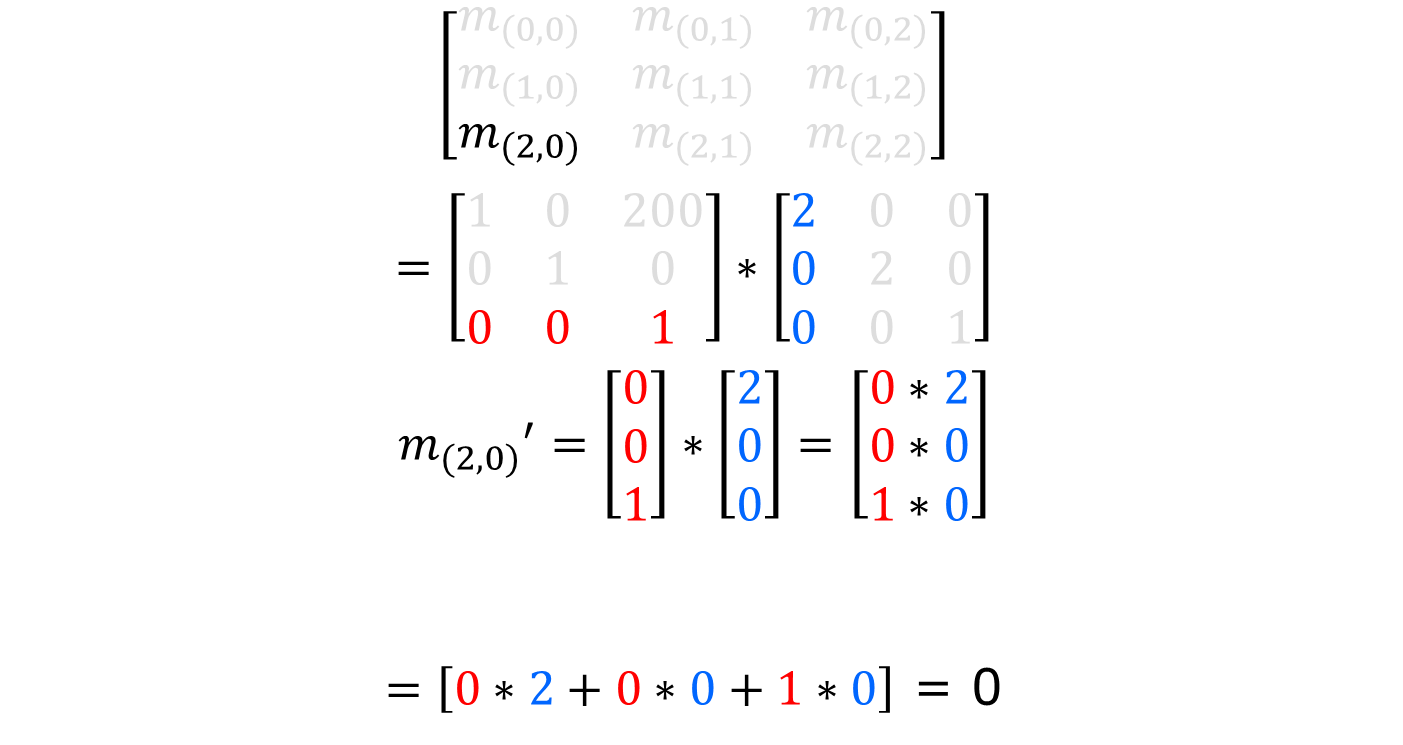 m(0,0) m(0,1) m(0,2)
m(1,0) m(1,1) m(1,2)
m(2,0) m(2,1) m(2,2)
= [1 0 200] * [2 0 0]
[0 1 0] [0 2 0]
[0 0 1] [0 0 1]
m(2,0)′ = [0] * [2] = [0 * 2]
[0] [0] [0 * 0]
[1] [0] [1 * 0]
= [0 * 2 + 0 * 0 + 1 * 0] = 0